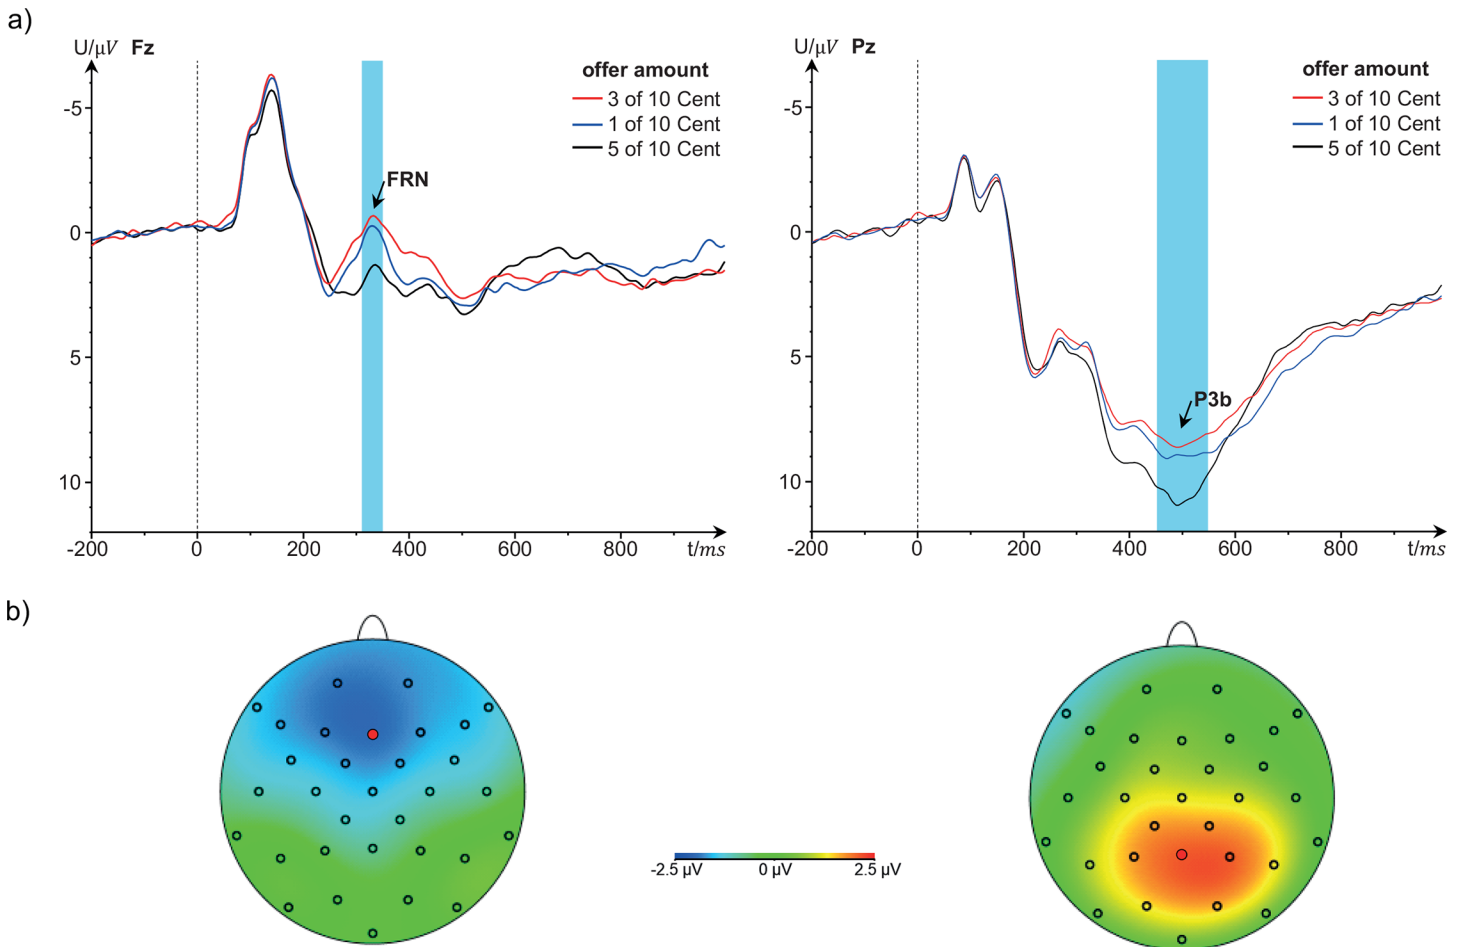 a)
U/μV Fz
offer amount
3 of 10 Cent
1 of 10 Cent
5 of 10 Cent
-5
0
5
10
FRN
-200 0 200 400 600 800 t/ms
U/μV Pz
offer amount
3 of 10 Cent
1 of 10 Cent
5 of 10 Cent
-5
0
5
10
P3b
-200 0 200 400 600 800 t/ms
b)
-2.5 μV 0 μV 2.5 μV